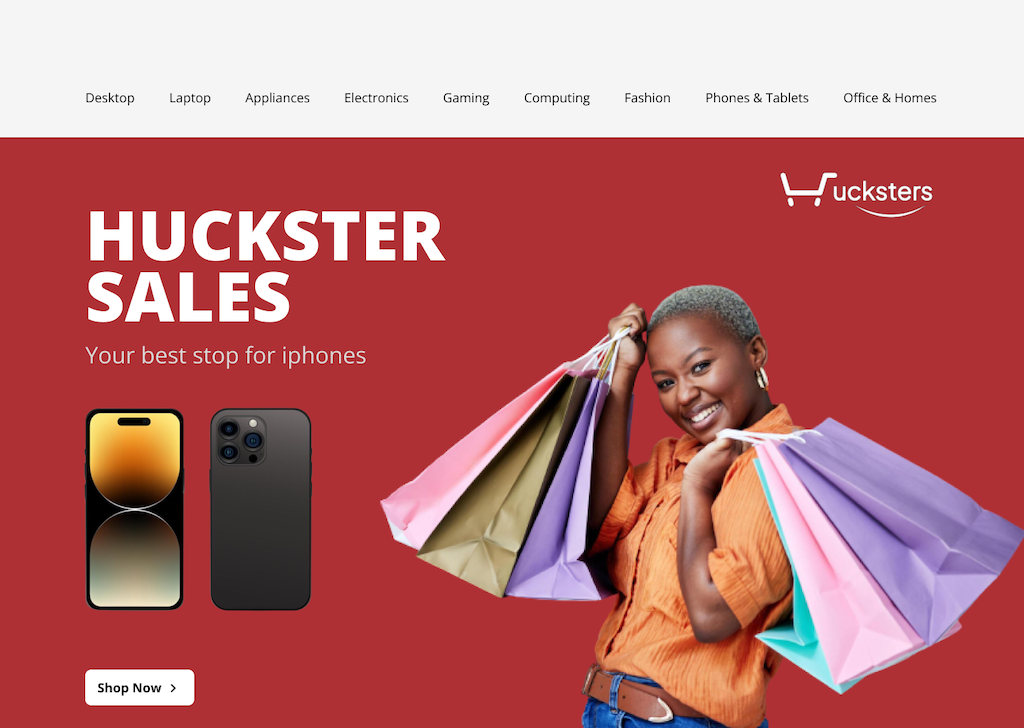 Desktop
Laptop
Appliances
Electronics
Gaming
Computing
Fashion
Phones & Tablets
Office & Homes
ucksters
HUCKSTER
SALES
Your best stop for iphones
Shop Now